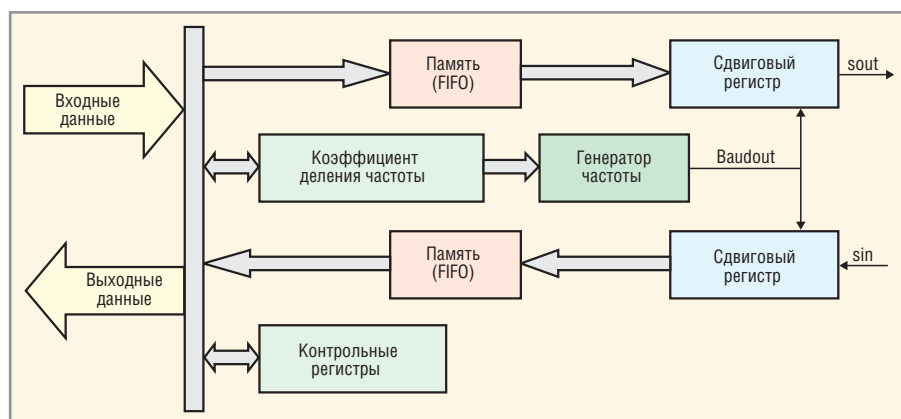 Входные
данные
Память
(FIFO)
Сдвиговый
регистр
sout
Коэффициент
деления частоты
Генератор
частоты
Baudout
Выходные
данные
Память
(FIFO)
Сдвиговый
регистр
sin
Контрольные
регистры